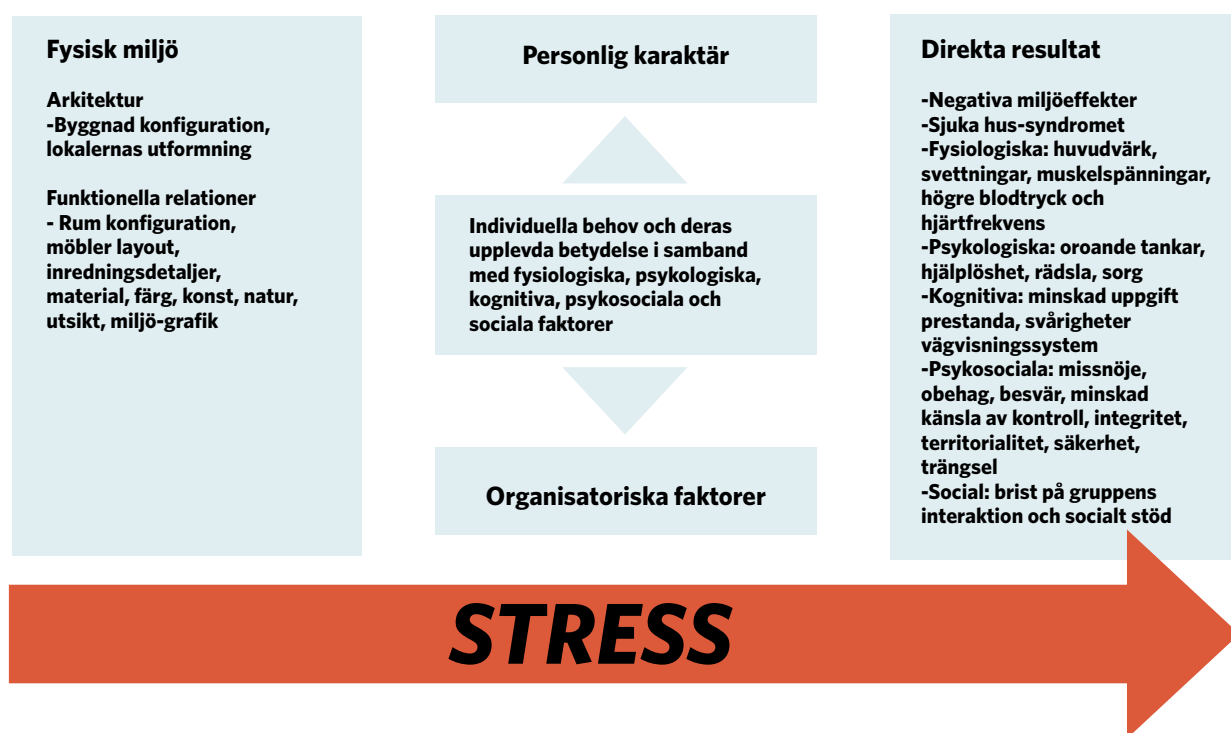 Fysisk miljö
Arkitektur
-Byggnad konfiguration,
lokalernas utformning
Funktionella relationer
- Rum konfiguration,
möbler layout,
inredningsdetaljer,
material, färg, konst, natur,
utsikt, miljö-grafik
Personlig karaktär
Individuella behov och deras
upplevda betydelse i samband
med fysiologiska, psykologiska,
kognitiva, psykosociala och
sociala faktorer
Organisatoriska faktorer
Direkta resultat
-Negativa miljöeffekter
-Sjuka hus-syndromet
-Fysiologiska: huvudvärk,
svettningar, muskelspänningar,
högre blodtryck och
hjärtfrekvens
-Psykologiska: oroande tankar,
hjälplöshet, rädsla, sorg
-Kognitiva: minskad uppgift
prestanda, svårigheter
vägvisningssystem
-Psykosociala: missnöje,
obehag, besvär, minskad
känsla av kontroll, integritet,
territorialitet, säkerhet,
trängsel
-Social: brist på gruppens
interaktion och socialt stöd
STRESS